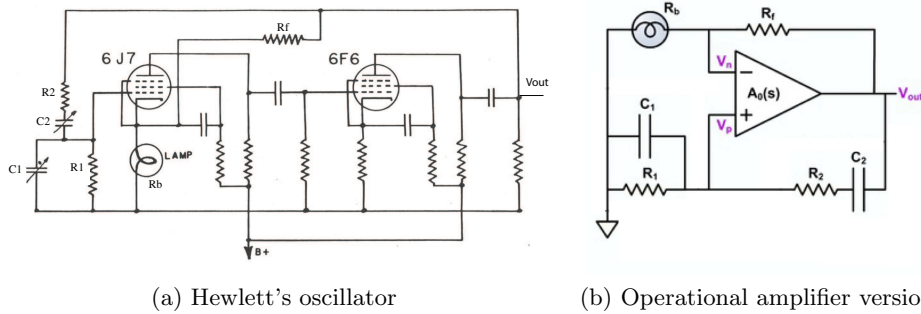 Rf
6J7
6F6
R2
Vout
C2
C1
R1
LAMP
Rb
B+
(a) Hewlett's oscillator
Rb
Rf
Vn
A0(s)
Vout
C1
Vp
R1
R2
C2
(b) Operational amplifier versio